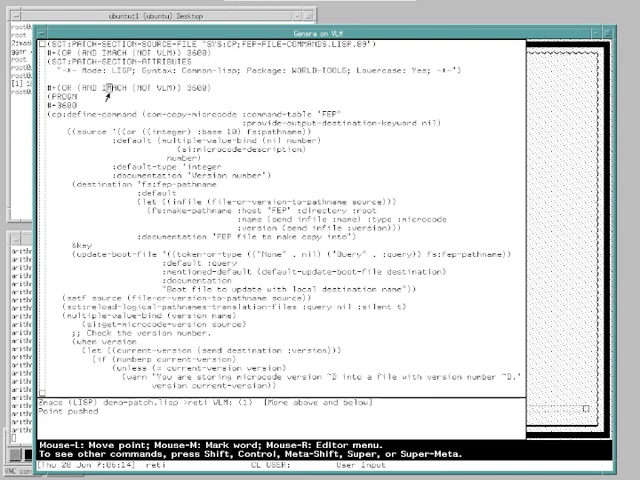 ubuntu:1 (ubuntu) Desktop
Genera on VLM
(SCT:PATCH-SECTION-SOURCE-FILE "SYS:CP;FEP-FILE-COMMANDS.LISP.89")
#+(OR (AND IMACH (NOT VLM)) 3600)
(SCT:PATCH-SECTION-ATTRIBUTES
"-*- Mode: LISP; Syntax: Common-lisp; Package: WORLD-TOOLS; Lowercase: Yes; -*-")
#+(OR (AND IMACH (NOT VLM)) 3600)
(PROGN
#+3600
(cp:define-command (com-copy-microcode :command-table "FEP"
:provide-output-destination-keyword nil)
((source '((or ((integer) :base 10) fs:pathname))
:default (multiple-value-bind (nil number)
(si:microcode-description)
number)
:default-type 'integer
:documentation "Version number")
(destination 'fs:fep-pathname
:default
(let ((infile (file-or-version-to-pathname source)))
(fs:make-pathname :host "FEP" :directory :root
:name (send infile :name) :type :microcode
:version (send infile :version)))
:documentation "FEP file to make copy into")
&key
(update-boot-file '((token-or-type (("None" . nil) ("Query" . :query)) fs:fep-pathname))
:default :query
:mentioned-default (default-update-boot-file destination)
:documentation
"Boot file to update with local destination name"))
(setf source (file-or-version-to-pathname source))
(sct:reload-logical-pathnames-translation-files :query nil :silent t)
(multiple-value-bind (version name)
(si:get-microcode-version source)
;; Check the version number.
(when version
(let ((current-version (send destination :version)))
(if (numberp current-version)
(unless (= current-version version)
(warn "You are storing microcode version ~D into a file with version number ~D."
version current-version))
Zmacs (LISP) demo-patch.lisp >reti VLM: (1) [More above and below]
Point pushed
Mouse-L: Move point; Mouse-M: Mark word; Mouse-R: Editor menu.
To see other commands, press Shift, Control, Meta-Shift, Super, or Super-Meta.
[Thu 28 Jun 7:06:14] reti CL USER: User Input